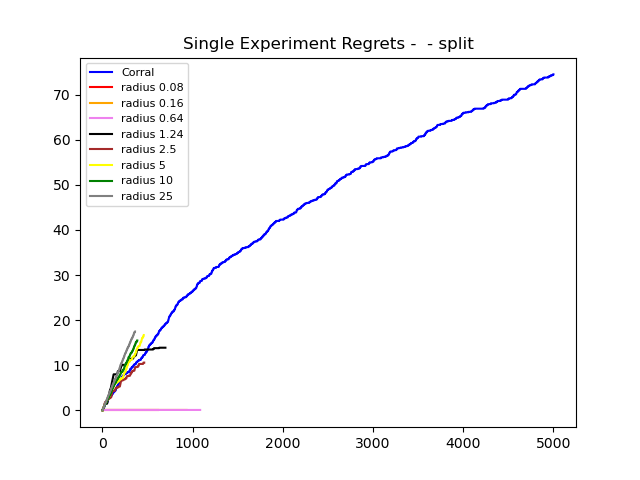 Single Experiment Regrets -  - split
Corral
radius 0.08
radius 0.16
radius 0.64
radius 1.24
radius 2.5
radius 5
radius 10
radius 25
70
60
50
40
30
20
10
0
0 1000 2000 3000 4000 5000